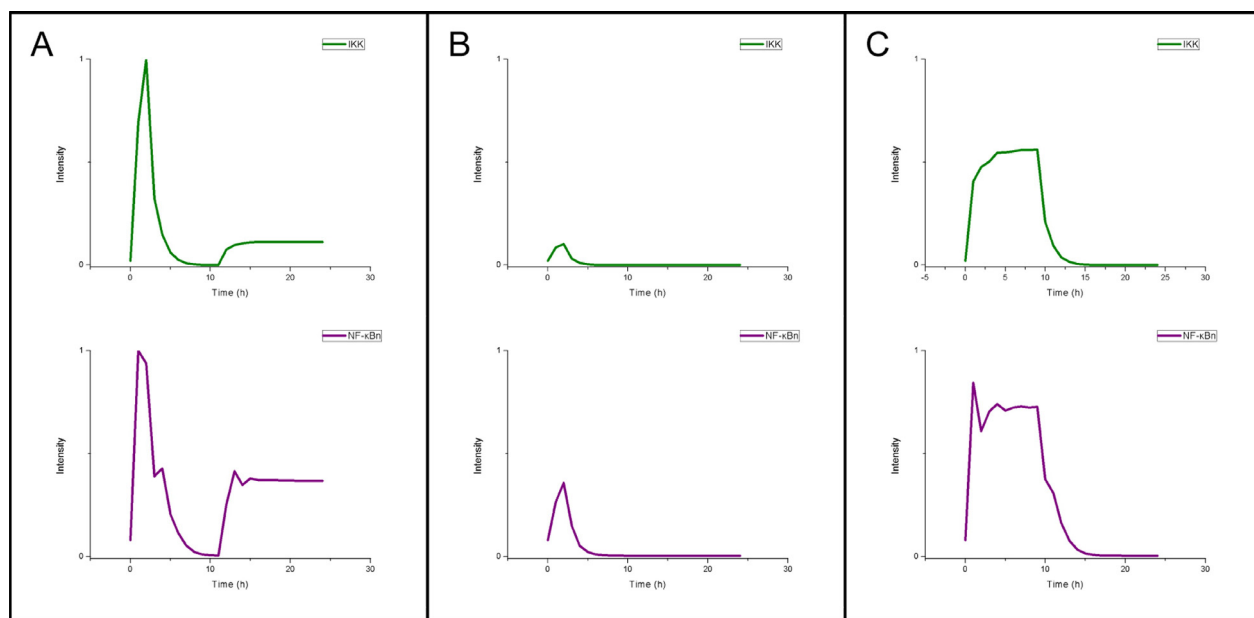 A
IKK
1
Intensity
0
0
10
20
30
Time (h)
NF-κBn
1
Intensity
0
0
10
20
30
Time (h)
B
IKK
1
Intensity
0
0
10
20
30
Time (h)
NF-κBn
1
Intensity
0
0
10
20
30
Time (h)
C
IKK
1
Intensity
0
-5
0
5
10
15
20
25
30
Time (h)
NF-κBn
1
Intensity
0
0
10
20
30
Time (h)